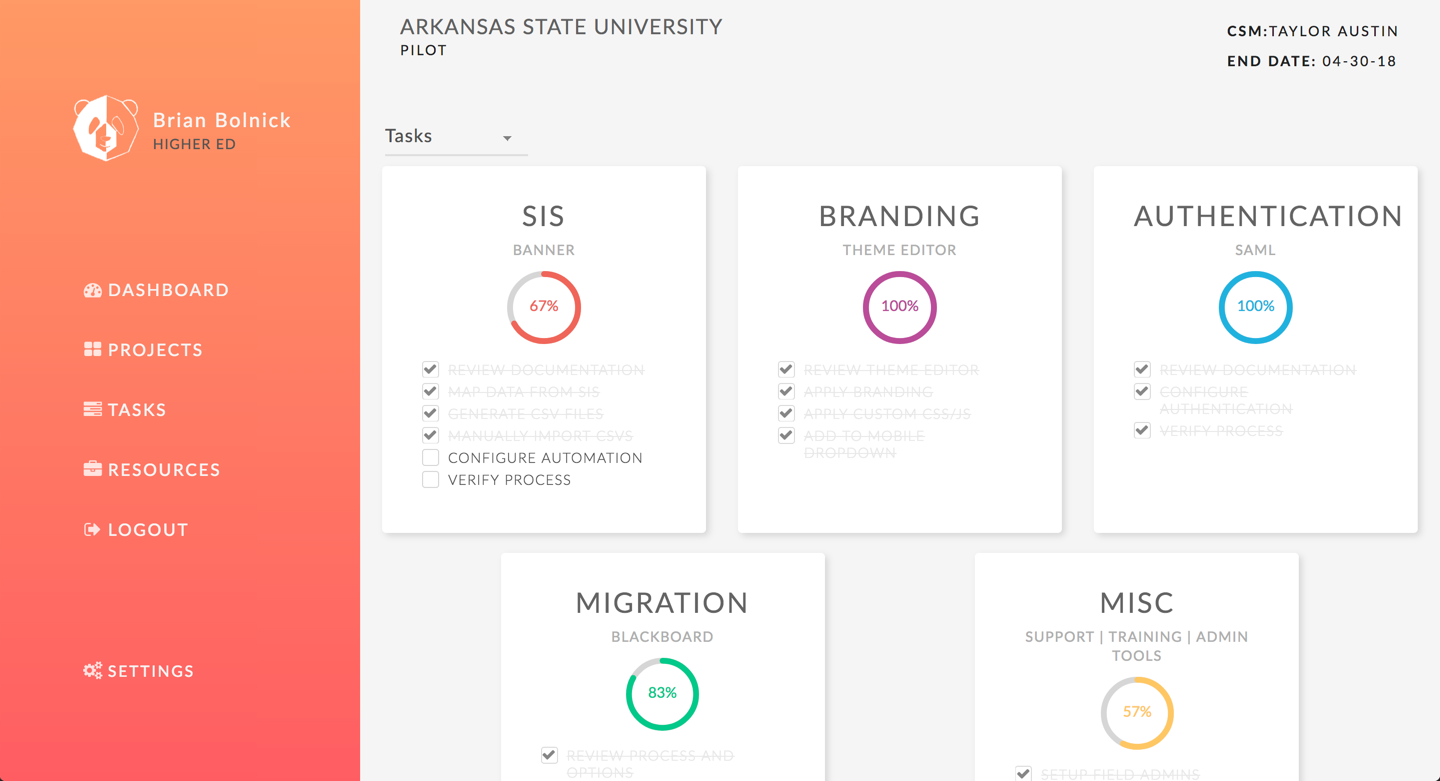 ARKANSAS STATE UNIVERSITY
PILOT
CSM:TAYLOR AUSTIN
END DATE: 04-30-18
Brian Bolnick
HIGHER ED
DASHBOARD
PROJECTS
TASKS
RESOURCES
LOGOUT
SETTINGS
Tasks
SIS
BANNER
67%
REVIEW DOCUMENTATION
MAP DATA FROM SIS
GENERATE CSV FILES
MANUALLY IMPORT CSVS
CONFIGURE AUTOMATION
VERIFY PROCESS
BRANDING
THEME EDITOR
100%
REVIEW THEME EDITOR
APPLY BRANDING
APPLY CUSTOM CSS/JS
ADD TO MOBILE
DROPDOWN
AUTHENTICATION
SAML
100%
REVIEW DOCUMENTATION
CONFIGURE
AUTHENTICATION
VERIFY PROCESS
MIGRATION
BLACKBOARD
83%
REVIEW PROCESS AND
OPTIONS
MISC
SUPPORT | TRAINING | ADMIN
TOOLS
57%
SETUP FIELD ADMINS